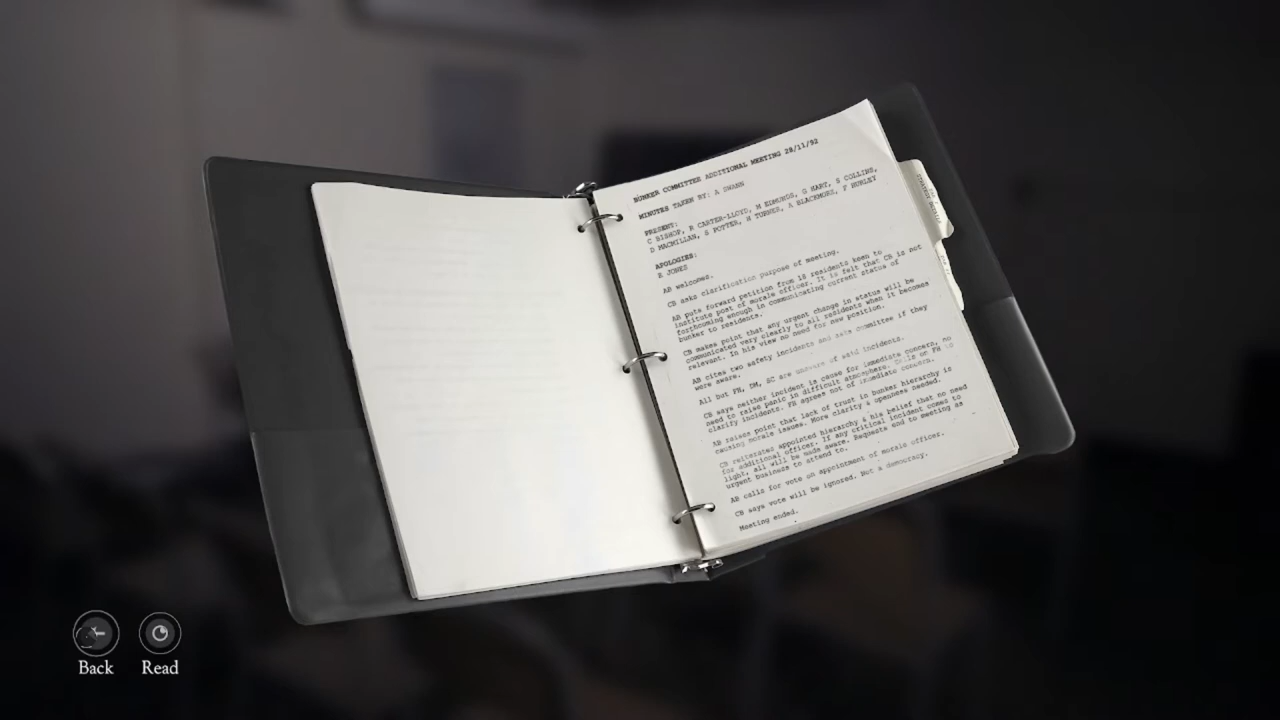 BUNKER COMMITTEE ADDITIONAL MEETING 28/11/92
MINUTES TAKEN BY: A SWANN
PRESENT:
C BISHOP, R CARTER-LLOYD, M EDMUNDS, G HART, S COLLINS,
D MACMILLAN, S POTTER, H TURNER, A BLACKMORE, F HURLEY
APOLOGIES:
E JONES
AB welcomes.
CB asks clarification purpose of meeting.
AB puts forward petition from 18 residents keen to
institute post of morale officer. It is felt that CB is not
forthcoming enough in communicating current status of
bunker to residents.
CB makes point that any urgent change in status will be
communicated very clearly to all residents when it becomes
relevant. In his view no need for new position.
AB cites two safety incidents and asks committee if they
were aware.
All but FH, DM, SC are unaware of said incidents.
CB says neither incident is cause for immediate concern, no
need to raise panic in difficult atmosphere. Calls on FH to
clarify incidents. FH agrees not of immediate concern.
AB raises point that lack of trust in bunker hierarchy is
causing morale issues. More clarity & openness needed.
CB reiterates appointed hierarchy & his belief that no need
for additional officer. If any critical incident comes to
light, all will be made aware. Requests end to meeting as
urgent business to attend to.
AB calls for vote on appointment of morale officer.
CB says vote will be ignored. Not a democracy.
Meeting ended.
Back
Read